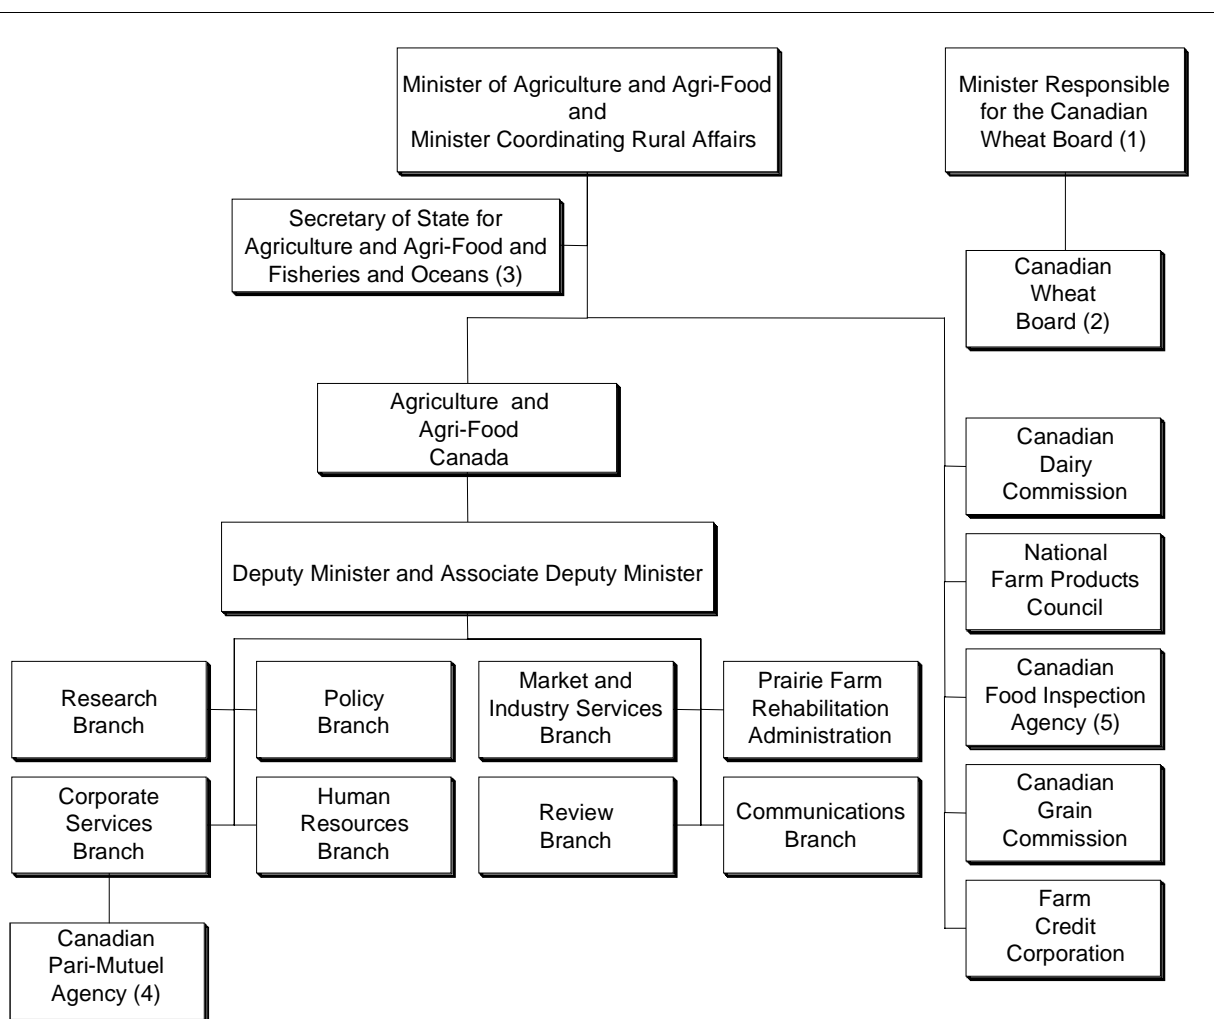 Minister of Agriculture and Agri-Food
and
Minister Coordinating Rural Affairs
Minister Responsible
for the Canadian
Wheat Board (1)
Secretary of State for
Agriculture and Agri-Food and
Fisheries and Oceans (3)
Canadian
Wheat
Board (2)
Agriculture and
Agri-Food
Canada
Canadian
Dairy
Commission
Deputy Minister and Associate Deputy Minister
National
Farm Products
Council
Research
Branch
Policy
Branch
Market and
Industry Services
Branch
Prairie Farm
Rehabilitation
Administration
Canadian
Food Inspection
Agency (5)
Corporate
Services
Branch
Human
Resources
Branch
Review
Branch
Communications
Branch
Canadian
Grain
Commission
Farm
Credit
Corporation
Canadian
Pari-Mutuel
Agency (4)